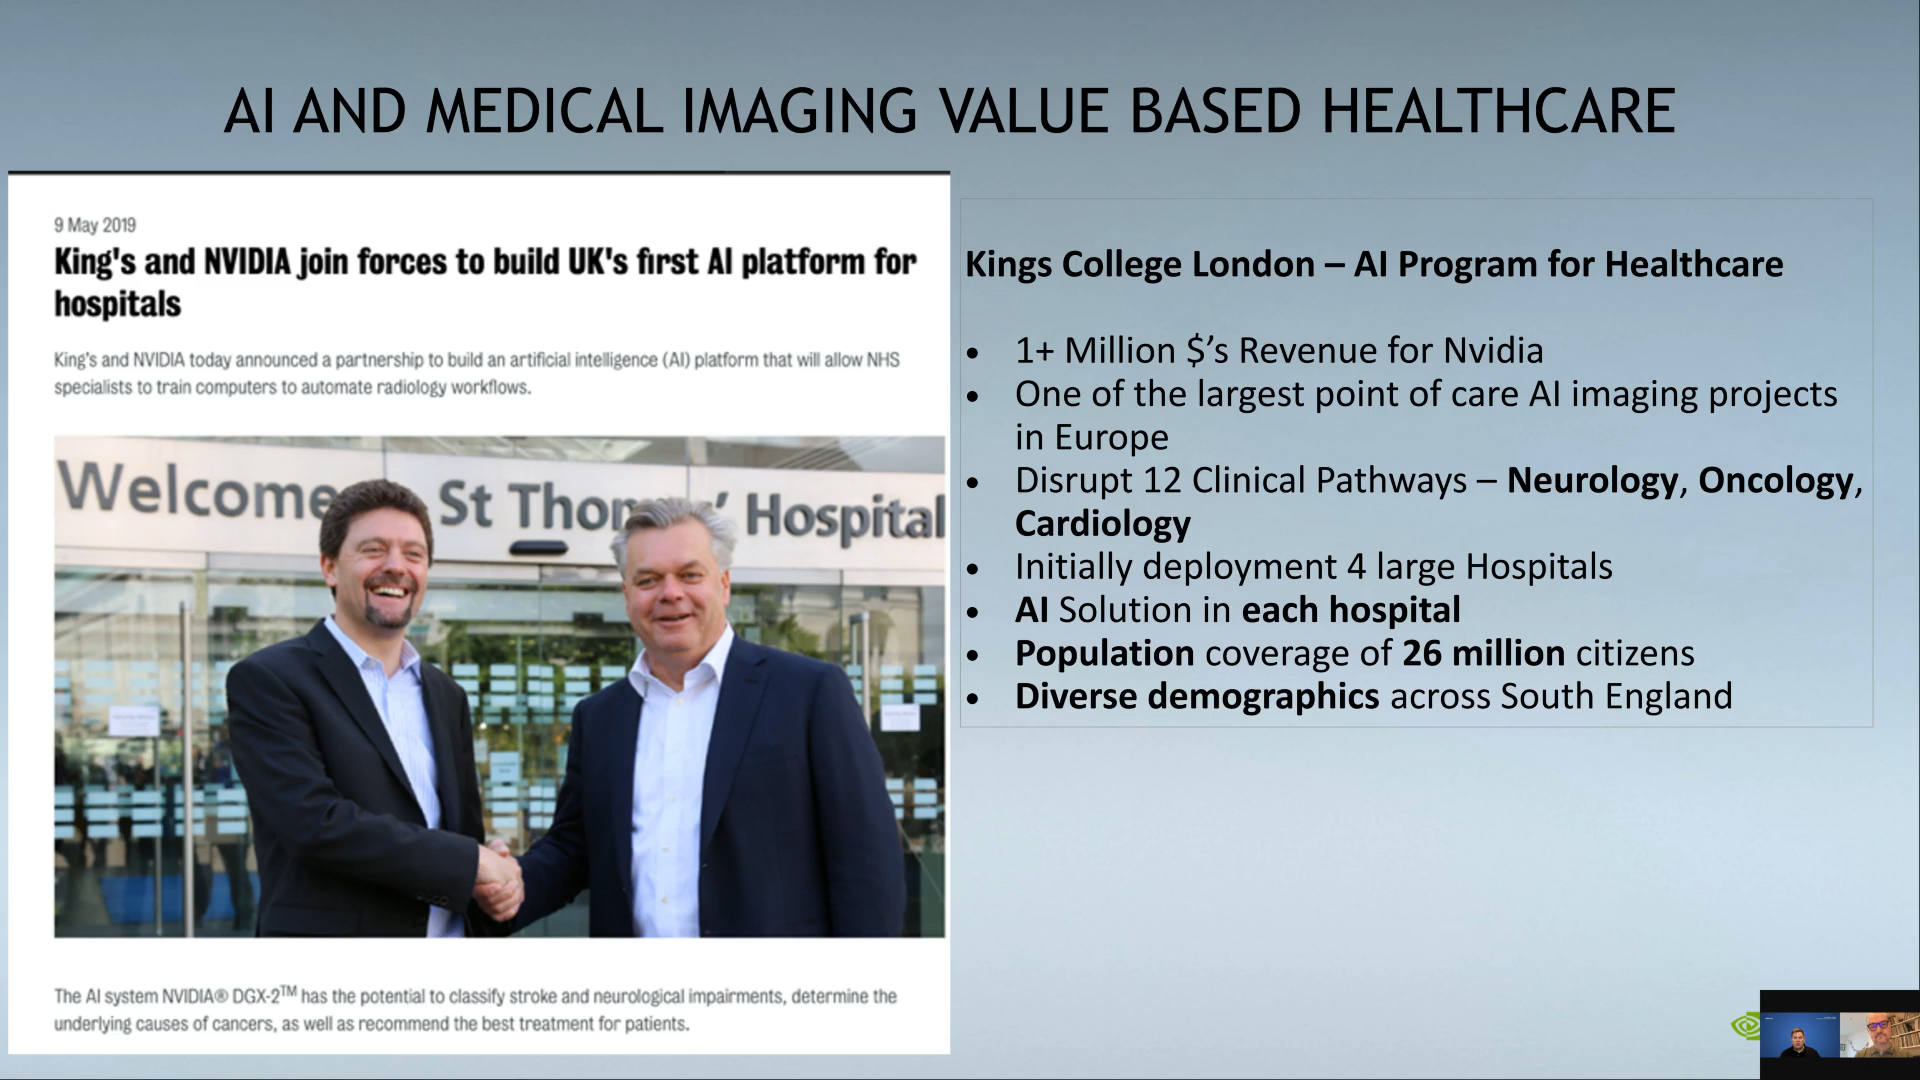 AI AND MEDICAL IMAGING VALUE BASED HEALTHCARE
9 May 2019
King's and NVIDIA join forces to build UK's first AI platform for
hospitals
King's and NVIDIA today announced a partnership to build an artificial intelligence (AI) platform that will allow NHS
specialists to train computers to automate radiology workflows.
Welcome St Thomas' Hospital
The AI system NVIDIA® DGX-2™ has the potential to classify stroke and neurological impairments, determine the
underlying causes of cancers, as well as recommend the best treatment for patients.
Kings College London – AI Program for Healthcare
• 1+ Million $’s Revenue for Nvidia
• One of the largest point of care AI imaging projects
in Europe
• Disrupt 12 Clinical Pathways – Neurology, Oncology,
Cardiology
• Initially deployment 4 large Hospitals
• AI Solution in each hospital
• Population coverage of 26 million citizens
• Diverse demographics across South England